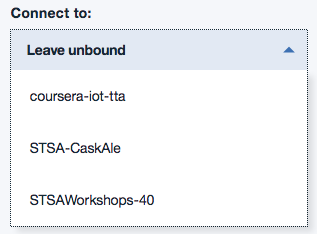 Connect to:
Leave unbound
coursera-iot-tta
STSA-CaskAle
STSAWorkshops-40